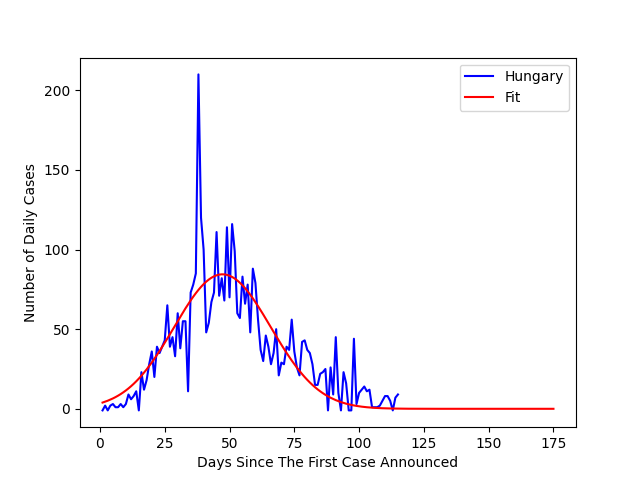 Hungary
Fit
Number of Daily Cases
200
150
100
50
0
0 25 50 75 100 125 150 175
Days Since The First Case Announced